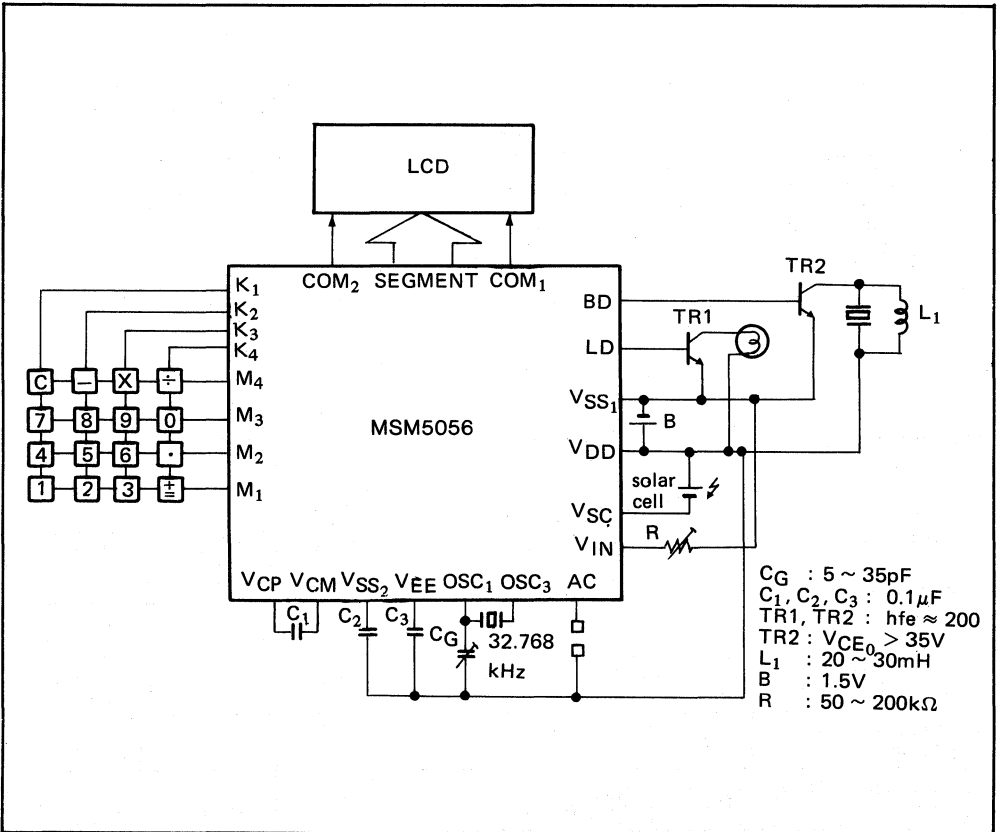 LCD
COM₂ SEGMENT COM₁
K₁
K₂
K₃
K₄
M₄
M₃
M₂
M₁
C − X ÷
7 8 9 0
4 5 6 ·
1 2 3 ±=
MSM5056
BD
LD
VSS₁
VDD
VSC
VIN
TR1
TR2
L₁
B
solar
cell
R
VCP VCM VSS₂ VEE OSC₁ OSC₃ AC
C₁ C₂ C₃ CG
32.768
kHz
CG : 5 ~ 35pF
C₁, C₂, C₃ : 0.1μF
TR1, TR2 : hfe ≈ 200
TR2 : VCE₀ > 35V
L₁ : 20 ~ 30mH
B : 1.5V
R : 50 ~ 200kΩ